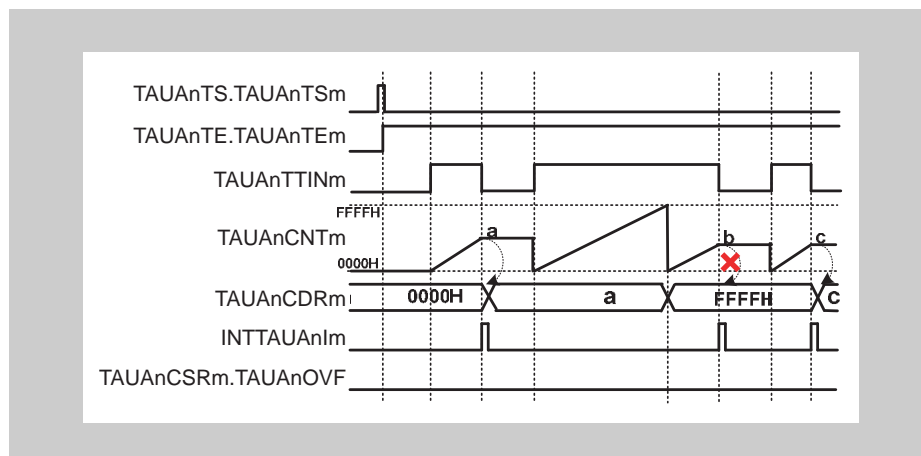 TAUAnTS.TAUAnTSm
TAUAnTE.TAUAnTEm
TAUAnTTINm
FFFFH
TAUAnCNTm
a
b
c
0000H
TAUAnCDRm
0000H
a
FFFFH
c
INTTAUAnIm
TAUAnCSRm.TAUAnOVF